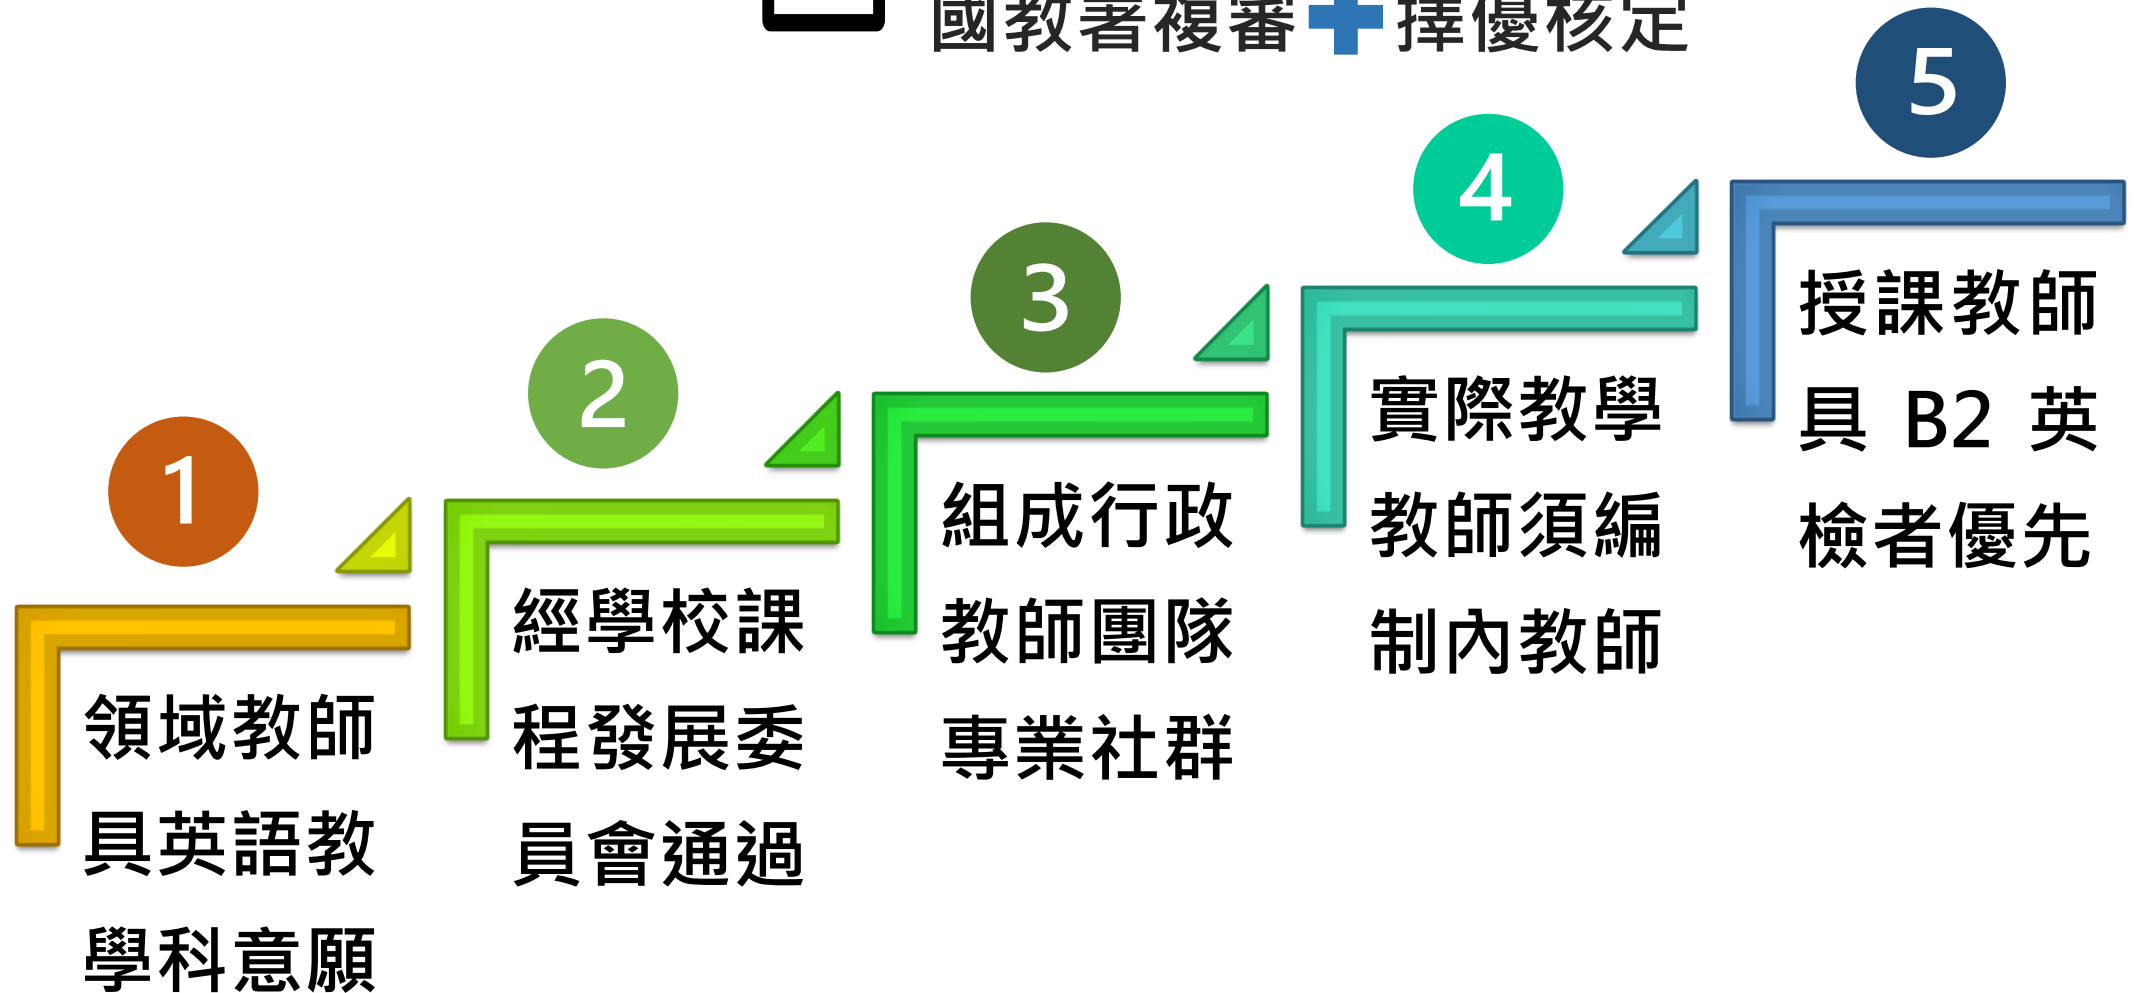 國教署複審 擇優核定
1
領域教師
具英語教
學科意願
2
經學校課
程發展委
員會通過
3
組成行政
教師團隊
專業社群
4
實際教學
教師須編
制內教師
5
授課教師
具 B2 英
檢者優先